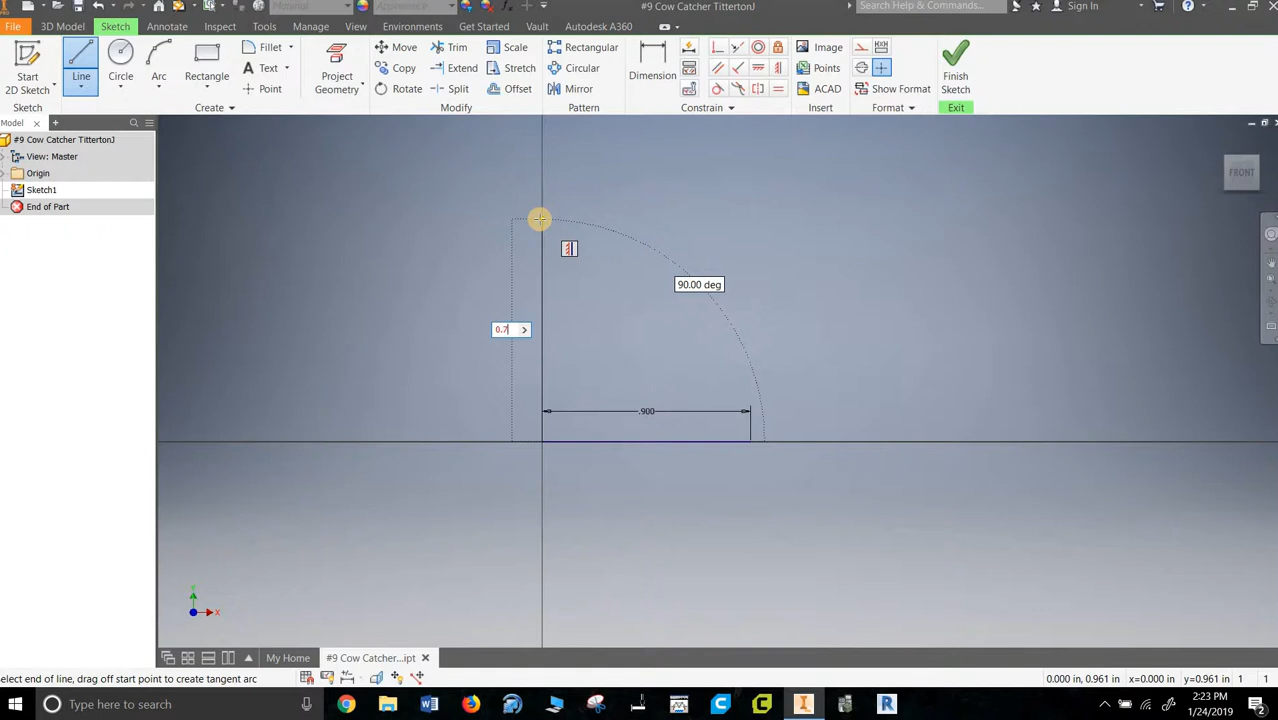 #9 Cow Catcher TittertonJ
Search Help & Commands...
Sign In
File
3D Model
Sketch
Annotate
Inspect
Tools
Manage
View
Environments
Get Started
Vault
Autodesk A360
Material
Appearance
Start
2D Sketch
Line
Circle
Arc
Rectangle
Fillet
Text
Point
Project
Geometry
Move
Copy
Rotate
Trim
Extend
Split
Scale
Stretch
Offset
Rectangular
Circular
Mirror
Dimension
Image
Points
ACAD
Show Format
Finish
Sketch
Sketch
Create
Modify
Pattern
Constrain
Insert
Format
Exit
Model
#9 Cow Catcher TittertonJ
View: Master
Origin
Sketch1
End of Part
FRONT
90.00 deg
0.7
.900
Y
X
My Home
#9 Cow Catcher...ipt
Select end of line, drag off start point to create tangent arc
0.000 in, 0.961 in
x=0.000 in
y=0.961 in
1
1
Type here to search
2:23 PM
1/24/2019
2